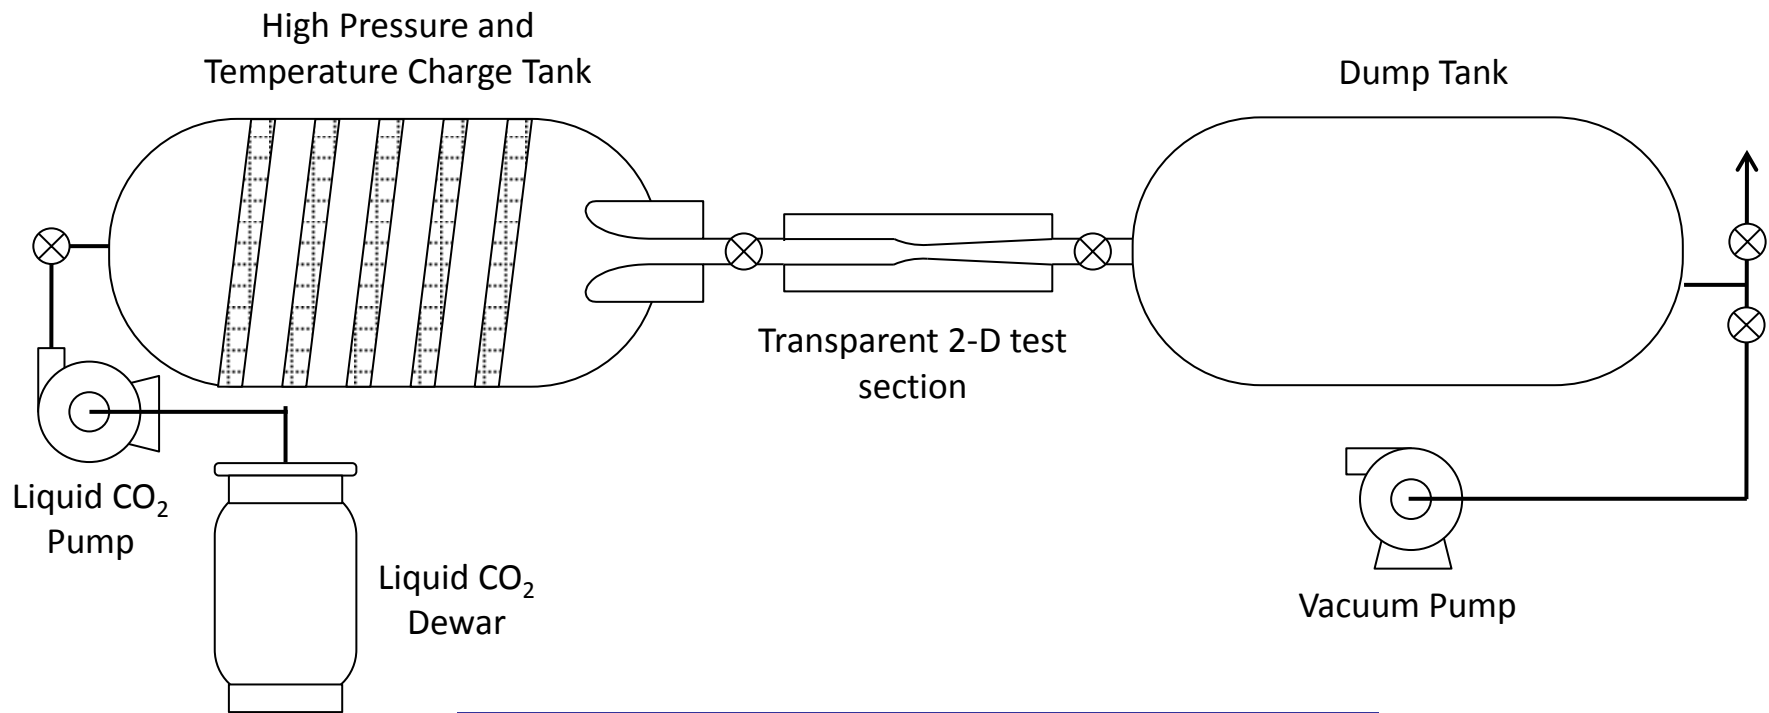 High Pressure and
Temperature Charge Tank
Dump Tank
Transparent 2-D test
section
Liquid CO₂
Pump
Liquid CO₂
Dewar
Vacuum Pump